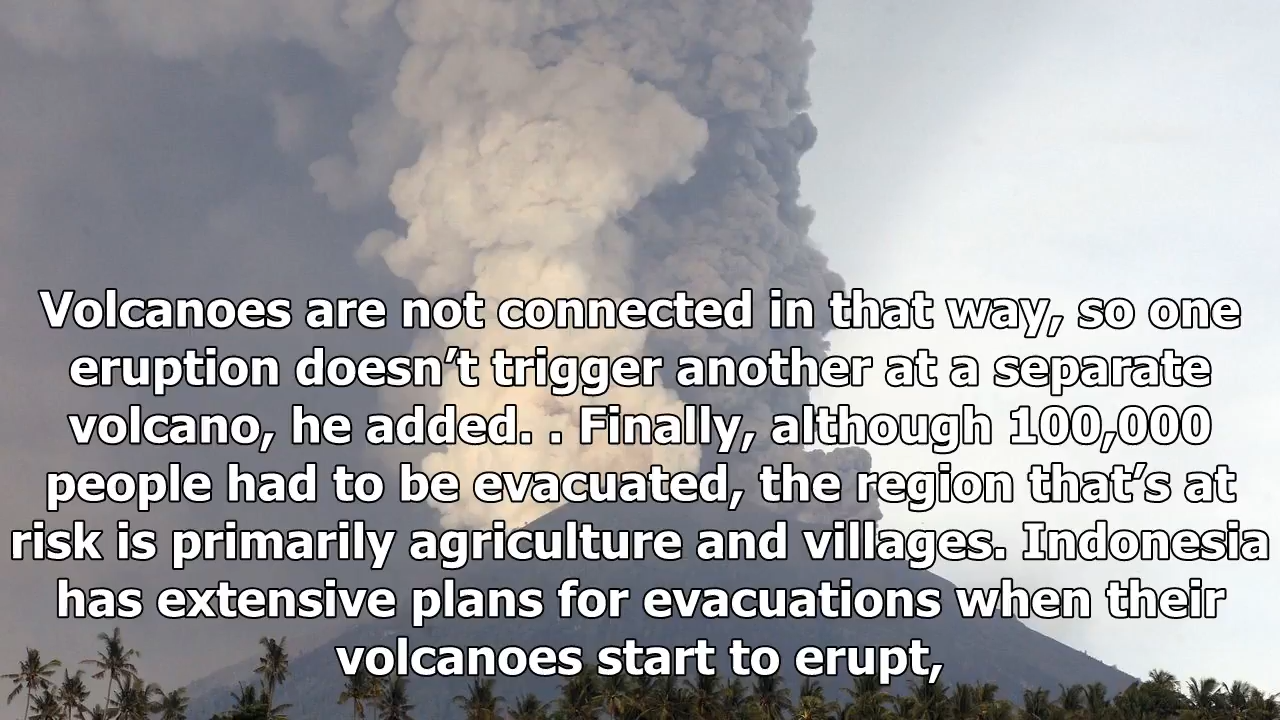 Volcanoes are not connected in that way, so one
eruption doesn’t trigger another at a separate
volcano, he added. . Finally, although 100,000
people had to be evacuated, the region that’s at
risk is primarily agriculture and villages. Indonesia
has extensive plans for evacuations when their
volcanoes start to erupt,